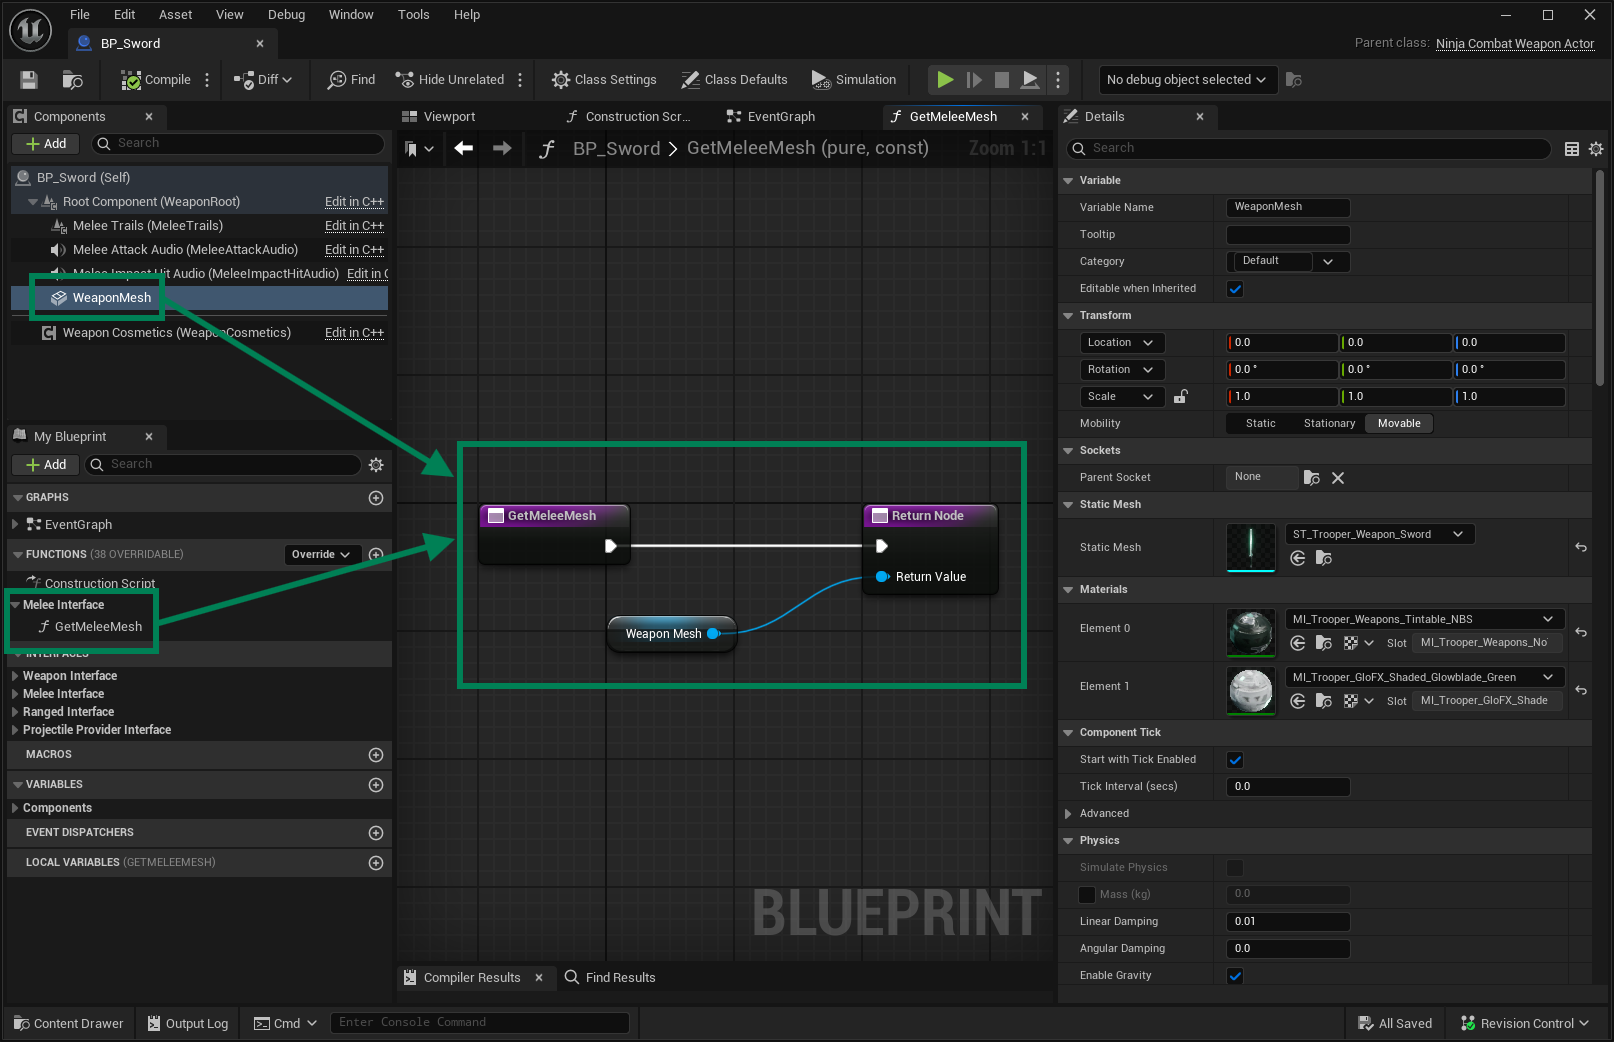 File Edit Asset View Debug Window Tools Help
BP_Sword
Parent class: Ninja Combat Weapon Actor
Compile Diff Find Hide Unrelated Class Settings Class Defaults Simulation No debug object selected
Components
Viewport Construction Scr... EventGraph GetMeleeMesh
Details
Add Search
BP_Sword GetMeleeMesh (pure, const) Zoom 1:1
Search
BP_Sword (Self)
Root Component (WeaponRoot) Edit in C++
Melee Trails (MeleeTrails) Edit in C++
Melee Attack Audio (MeleeAttackAudio) Edit in C++
Melee Impact Hit Audio (MeleeImpactHitAudio) Edit in C
WeaponMesh
Weapon Cosmetics (WeaponCosmetics) Edit in C++
My Blueprint
Add Search
GRAPHS
EventGraph
FUNCTIONS (38 OVERRIDABLE) Override
Construction Script
Melee Interface
GetMeleeMesh
INTERFACES
Weapon Interface
Melee Interface
Ranged Interface
Projectile Provider Interface
MACROS
VARIABLES
Components
EVENT DISPATCHERS
LOCAL VARIABLES (GETMELEEMESH)
GetMeleeMesh
Return Node
Return Value
Weapon Mesh
BLUEPRINT
Variable
Variable Name WeaponMesh
Tooltip
Category Default
Editable when Inherited
Transform
Location 0.0 0.0 0.0
Rotation 0.0 ° 0.0 ° 0.0 °
Scale 1.0 1.0 1.0
Mobility Static Stationary Movable
Sockets
Parent Socket None
Static Mesh
Static Mesh ST_Trooper_Weapon_Sword
Materials
Element 0 MI_Trooper_Weapons_Tintable_NBS
Slot MI_Trooper_Weapons_No
Element 1 MI_Trooper_GloFX_Shaded_Glowblade_Green
Slot MI_Trooper_GloFX_Shade
Component Tick
Start with Tick Enabled
Tick Interval (secs) 0.0
Advanced
Physics
Simulate Physics
Mass (kg) 0.0
Linear Damping 0.01
Angular Damping 0.0
Enable Gravity
Compiler Results Find Results
Content Drawer Output Log Cmd Enter Console Command All Saved Revision Control